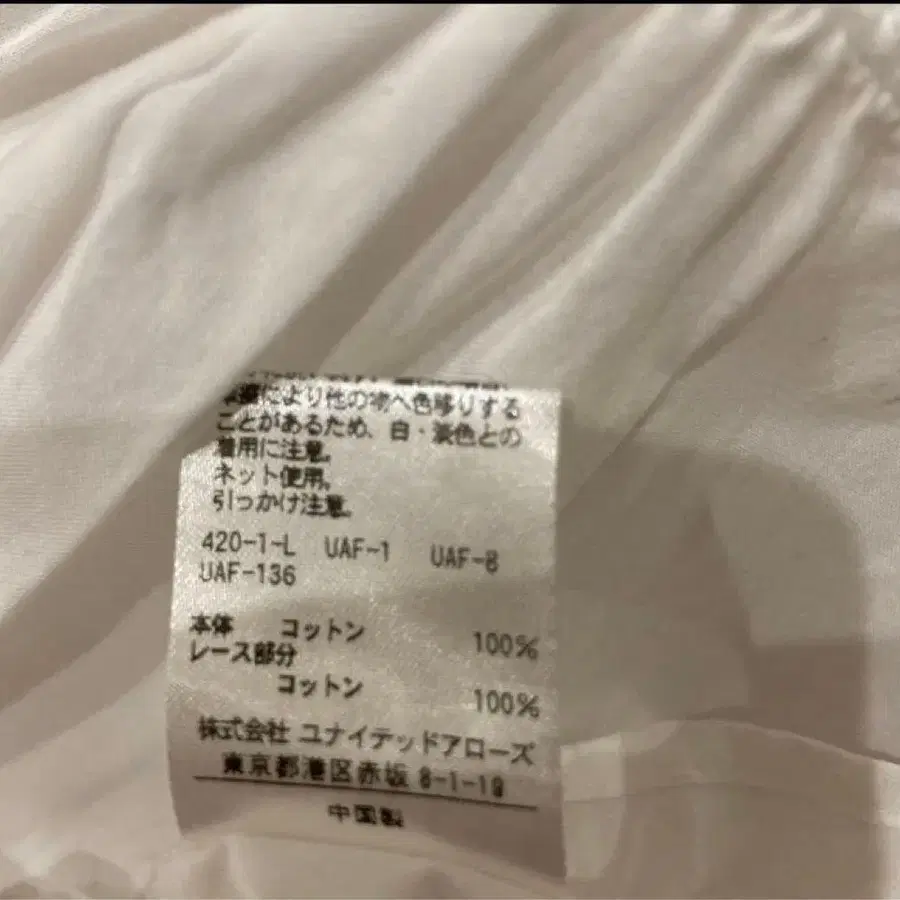 により他の物へ色移りする
ことがあるため、白・淡色との
着用に注意。
ネット使用。
引っかけ注意。
420-1-L UAF-1 UAF-8
UAF-136
本体 コットン 100%
レース部分
コットン 100%
株式会社 ユナイテッドアローズ
東京都港区赤坂 8-1-19
中国製